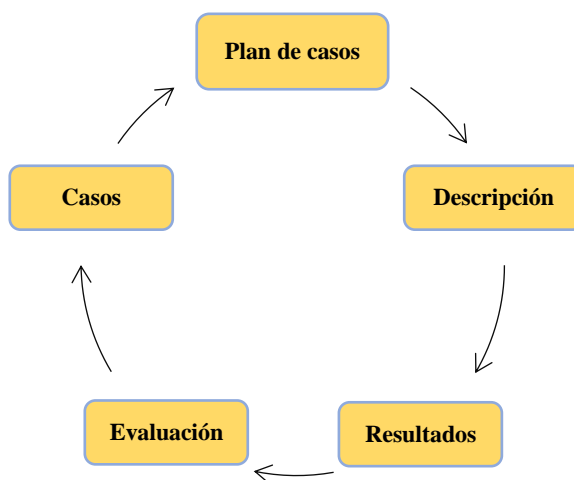 Plan de casos
Casos
Descripción
Evaluación
Resultados